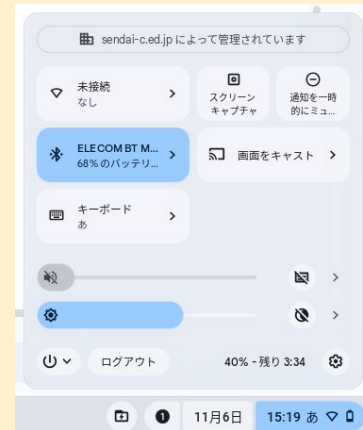 sendai-c.ed.jp によって管理されています
未接続
なし
スクリーン
キャプチャ
通知を一時
的にミュ...
ELECOM BT M...
68% のバッテリ...
画面をキャスト
キーボード
あ
ログアウト
40% - 残り 3:34
1
11月6日
15:19 あ